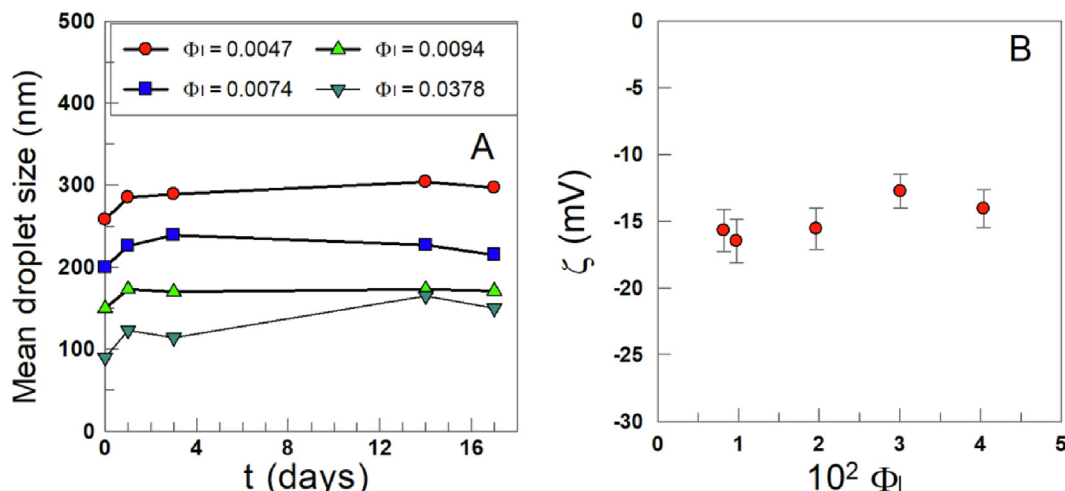 500
400
300
200
100
0
Mean droplet size (nm)
Φl = 0.0047
Φl = 0.0094
Φl = 0.0074
Φl = 0.0378
A
0 4 8 12 16
t (days)
0
-5
-10
-15
-20
-25
-30
ζ (mV)
B
0 1 2 3 4 5
10² Φl